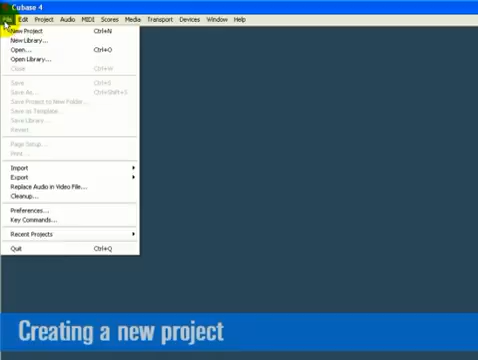 Cubase 4
File Edit Project Audio MIDI Scores Media Transport Devices Window Help
New Project Ctrl+N
New Library...
Open... Ctrl+O
Open Library...
Close Ctrl+W
Save Ctrl+S
Save As... Ctrl+Shift+S
Save Project to New Folder...
Save as Template...
Save Library...
Revert
Page Setup...
Print...
Import
Export
Replace Audio in Video File...
Cleanup...
Preferences...
Key Commands...
Recent Projects
Quit Ctrl+Q
Creating a new project